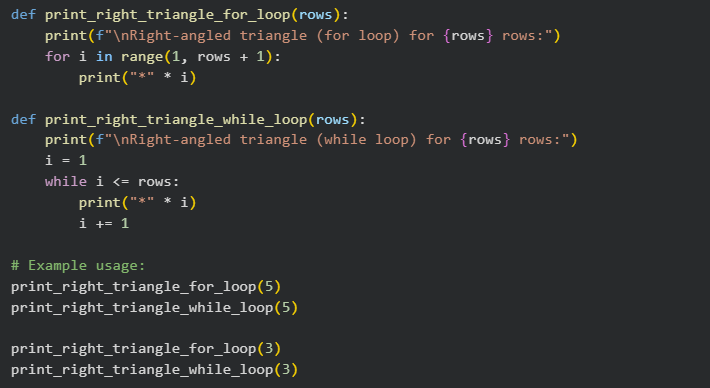 def print_right_triangle_for_loop(rows):
    print(f"\nRight-angled triangle (for loop) for {rows} rows:")
    for i in range(1, rows + 1):
        print("*" * i)

def print_right_triangle_while_loop(rows):
    print(f"\nRight-angled triangle (while loop) for {rows} rows:")
    i = 1
    while i <= rows:
        print("*" * i)
        i += 1

# Example usage:
print_right_triangle_for_loop(5)
print_right_triangle_while_loop(5)

print_right_triangle_for_loop(3)
print_right_triangle_while_loop(3)